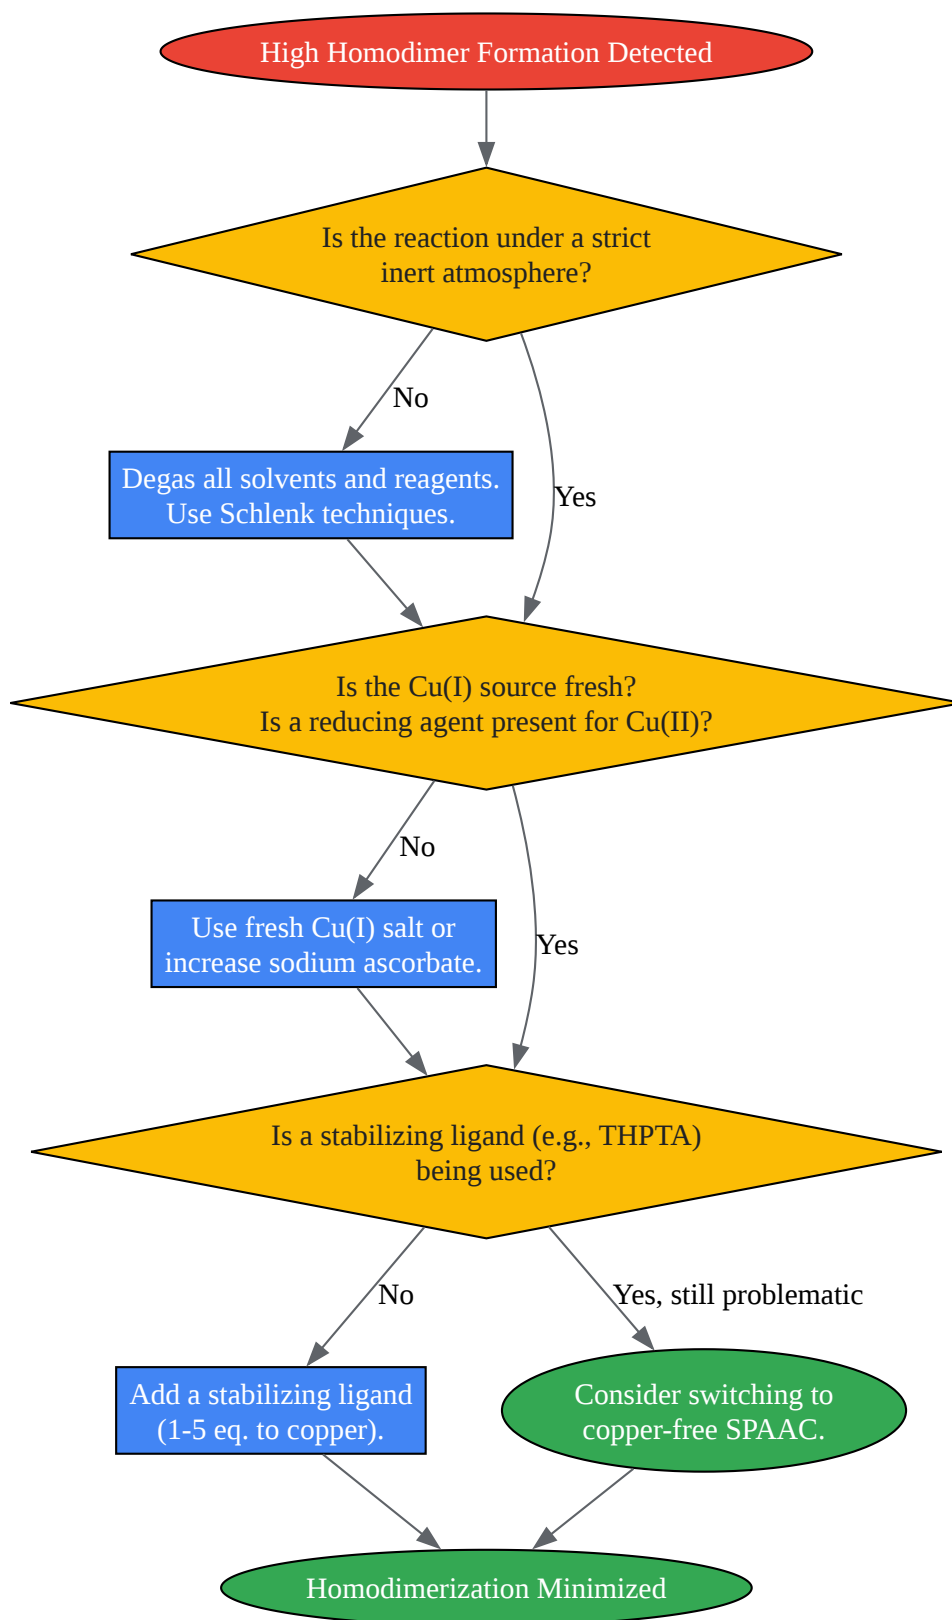 High Homodimer Formation Detected
Is the reaction under a strict
inert atmosphere?
No
Degas all solvents and reagents.
Use Schlenk techniques.
Yes
Is the Cu(I) source fresh?
Is a reducing agent present for Cu(II)?
No
Use fresh Cu(I) salt or
increase sodium ascorbate.
Yes
Is a stabilizing ligand (e.g., THPTA)
being used?
No
Yes, still problematic
Add a stabilizing ligand
(1-5 eq. to copper).
Consider switching to
copper-free SPAAC.
Homodimerization Minimized